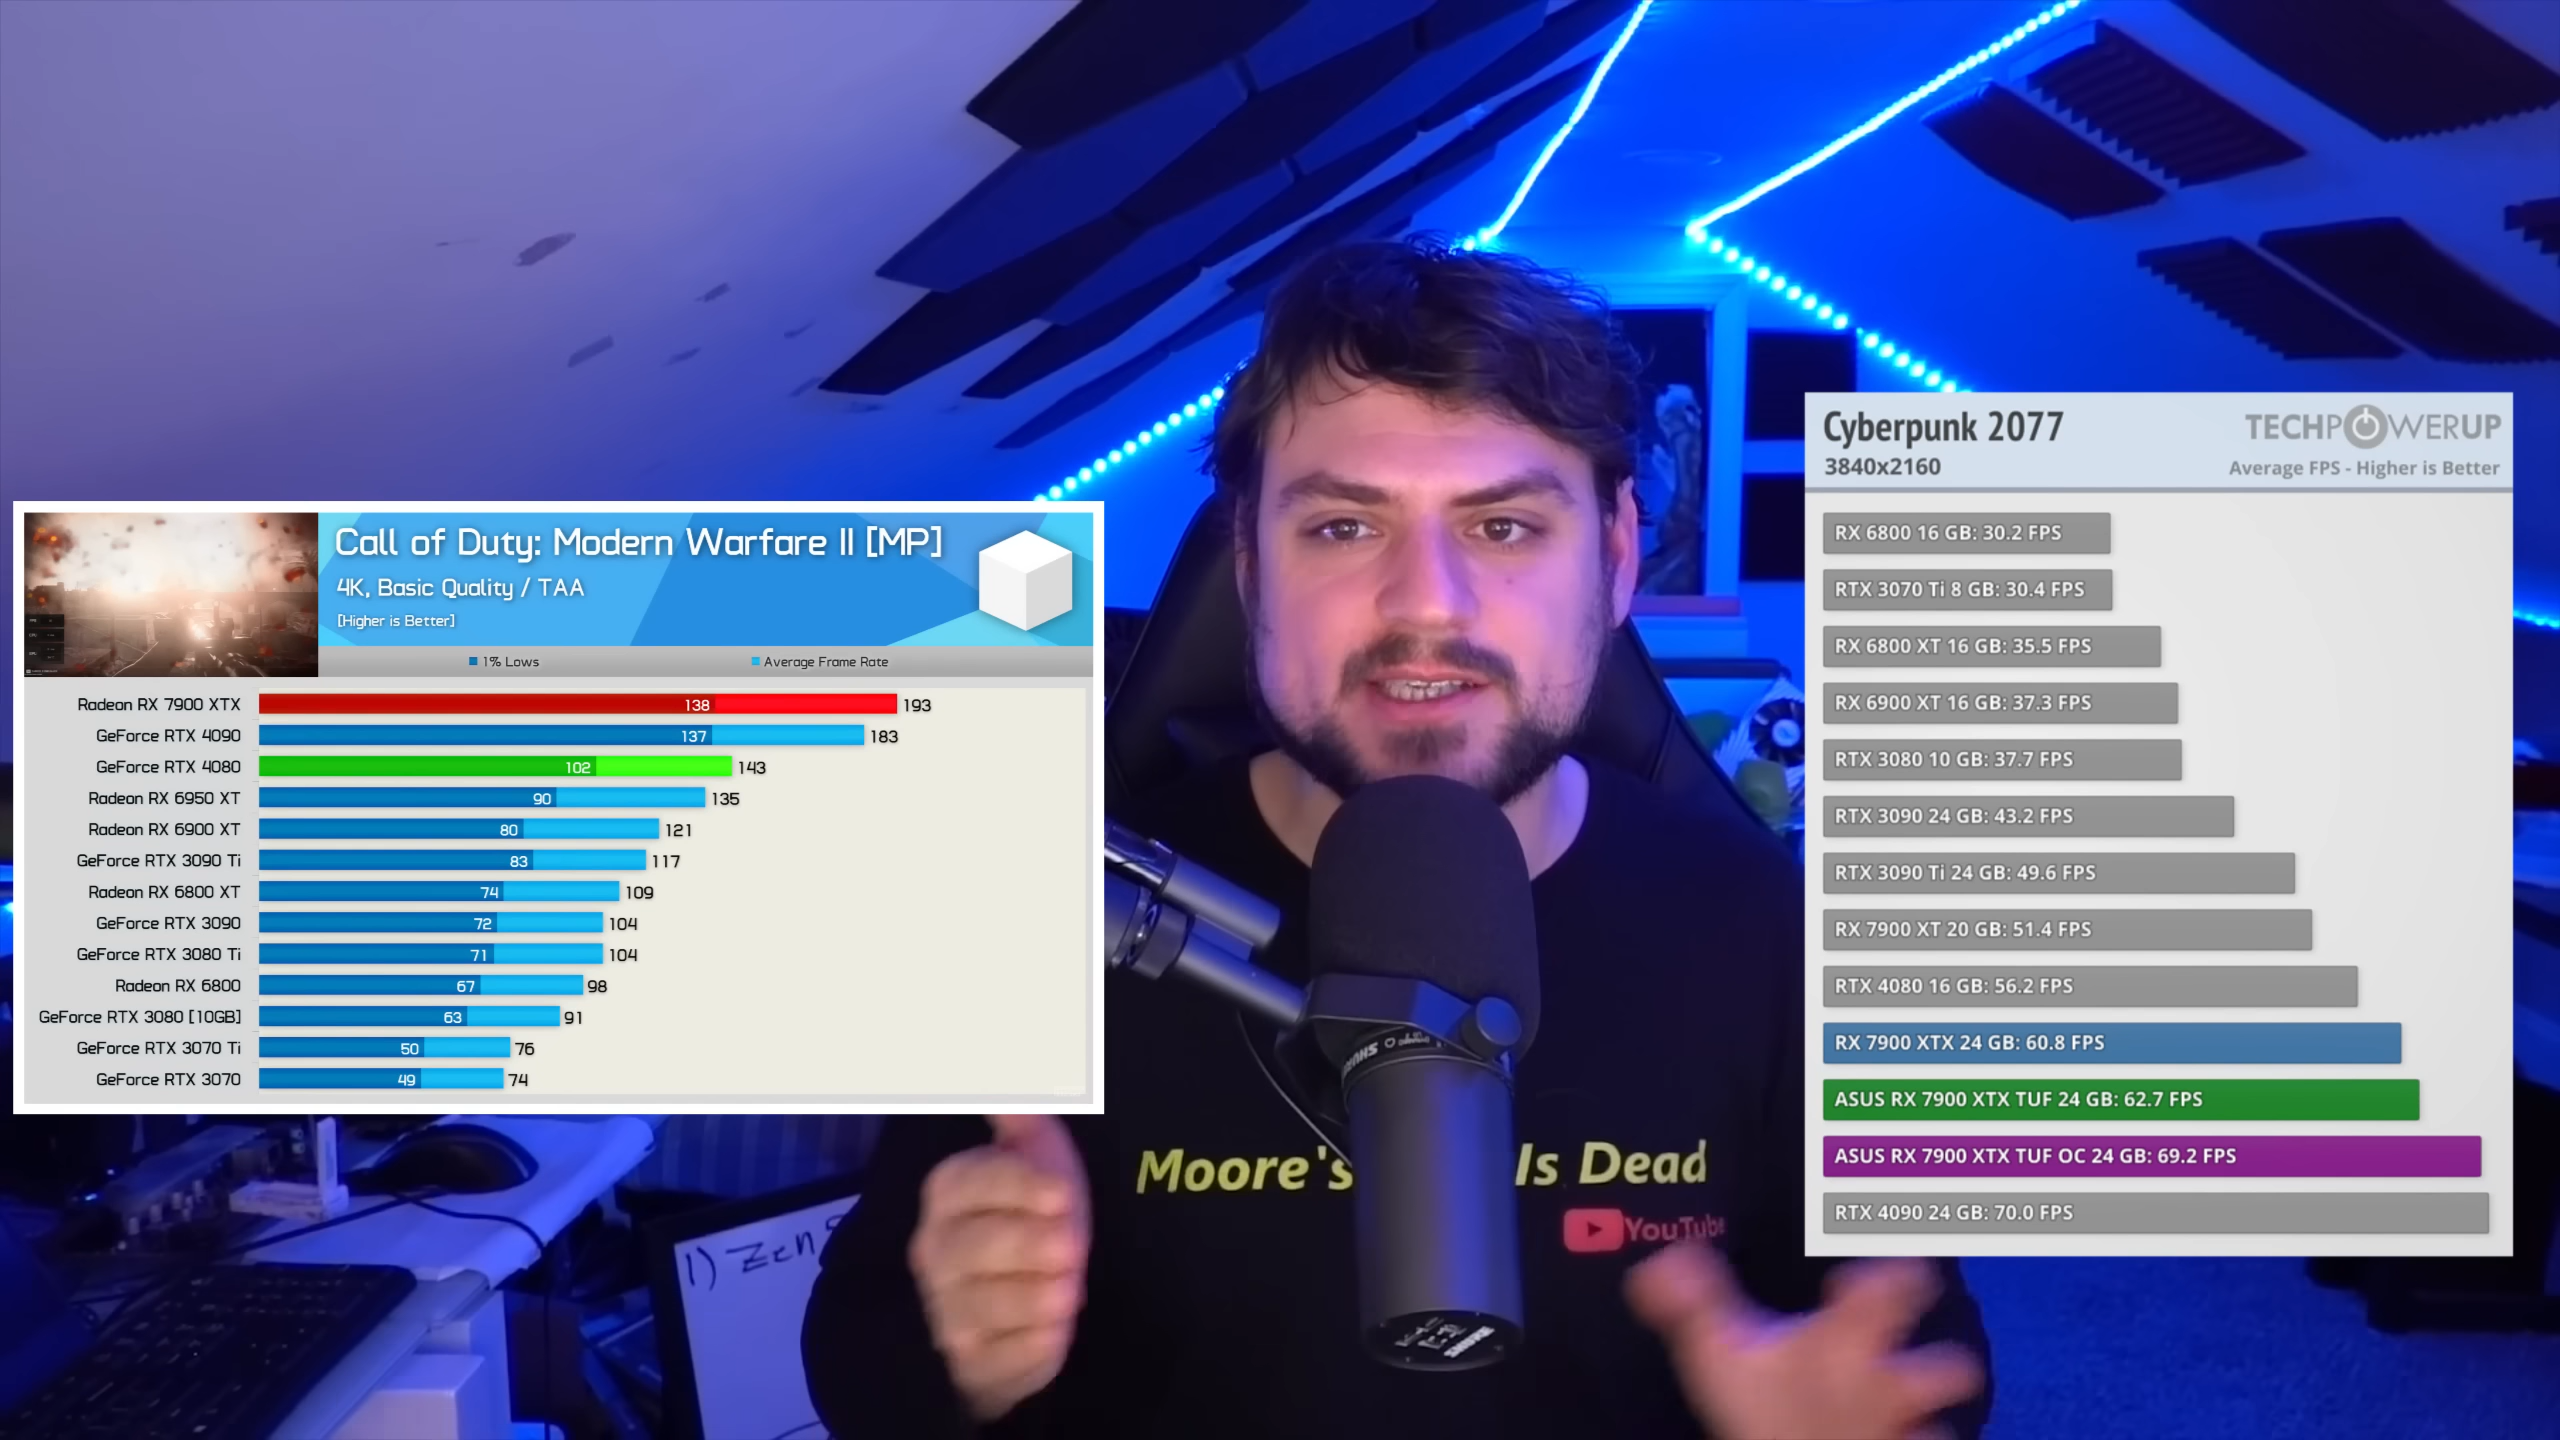 Call of Duty: Modern Warfare II [MP]
4K, Basic Quality / TAA
[Higher is Better]
1% Lows Average Frame Rate
Radeon RX 7900 XTX 138 193
GeForce RTX 4090 137 183
GeForce RTX 4080 102 143
Radeon RX 6950 XT 90 135
Radeon RX 6900 XT 80 121
GeForce RTX 3090 Ti 83 117
Radeon RX 6800 XT 74 109
GeForce RTX 3090 72 104
GeForce RTX 3080 Ti 71 104
Radeon RX 6800 67 98
GeForce RTX 3080 [10GB] 63 91
GeForce RTX 3070 Ti 50 76
GeForce RTX 3070 49 74
Cyberpunk 2077 TECHPOWERUP
3840x2160 Average FPS - Higher is Better
RX 6800 16 GB: 30.2 FPS
RTX 3070 Ti 8 GB: 30.4 FPS
RX 6800 XT 16 GB: 35.5 FPS
RX 6900 XT 16 GB: 37.3 FPS
RTX 3080 10 GB: 37.7 FPS
RTX 3090 24 GB: 43.2 FPS
RTX 3090 Ti 24 GB: 49.6 FPS
RX 7900 XT 20 GB: 51.4 FPS
RTX 4080 16 GB: 56.2 FPS
RX 7900 XTX 24 GB: 60.8 FPS
ASUS RX 7900 XTX TUF 24 GB: 62.7 FPS
ASUS RX 7900 XTX TUF OC 24 GB: 69.2 FPS
RTX 4090 24 GB: 70.0 FPS
Moore's Is Dead
YouTube
SHURE
1) Zen